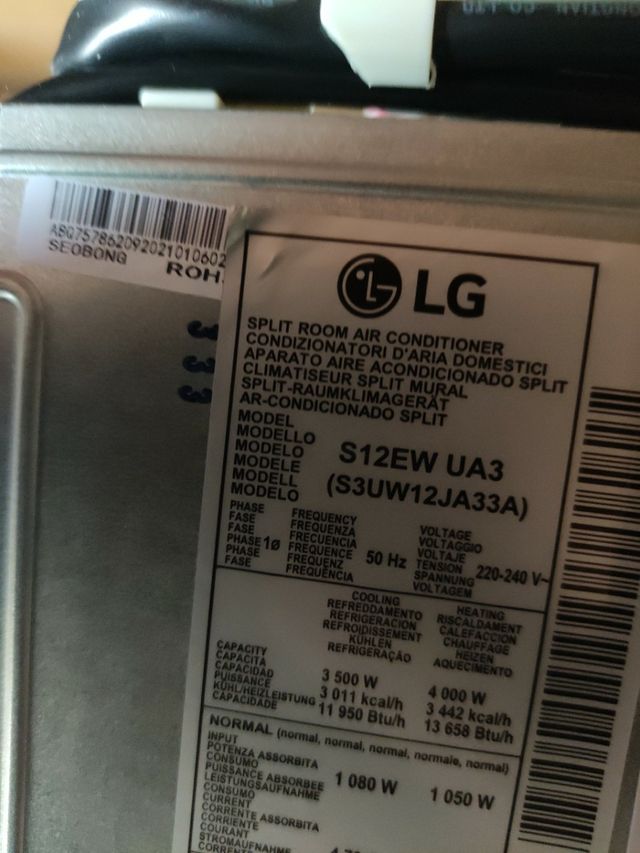 ABQ75786209202101060
SEOBONG
ROH
LG
SPLIT ROOM AIR CONDITIONER
CONDIZIONATORI D'ARIA DOMESTICI
APARATO AIRE ACONDICIONADO SPLIT
CLIMATISEUR SPLIT MURAL
SPLIT-RAUMKLIMAGERÄT
AR-CONDICIONADO SPLIT
MODEL
MODELLO
MODELO
MODELE
MODELL
MODELO
S12EW UA3
(S3UW12JA33A)
PHASE
FASE
FASE
PHASE
PHASE
FASE
1ø
FREQUENCY
FREQUENZA
FRECUENCIA
FREQUENCE
FREQUENZ
FREQUÊNCIA
50 Hz
VOLTAGE
VOLTAGGIO
VOLTAJE
TENSION
SPANNUNG
VOLTAGEM
220-240 V~
COOLING
REFREDDAMENTO
REFRIGERACION
REFROIDISSEMENT
KÜHLEN
REFRIGERAÇÃO
HEATING
RISCALDAMENT
CALEFACCION
CHAUFFAGE
HEIZEN
AQUECIMENTO
CAPACITY
CAPACITA
CAPACIDAD
PUISSANCE
KÜHL/HEIZLEISTUNG
CAPACIDADE
3 500 W
3 011 kcal/h
11 950 Btu/h
4 000 W
3 442 kcal/h
13 658 Btu/h
NORMAL (normal, normal, normal, normale, normal)
INPUT
POTENZA ASSORBITA
CONSUMO
PUISSANCE ABSORBEE
LEISTUNGSAUFNAHME
CONSUMO
1 080 W
1 050 W
CURRENT
CORRENTE ASSORBITA
CORRIENTE
COURANT
STROMAUFNAHME
CORRENTE